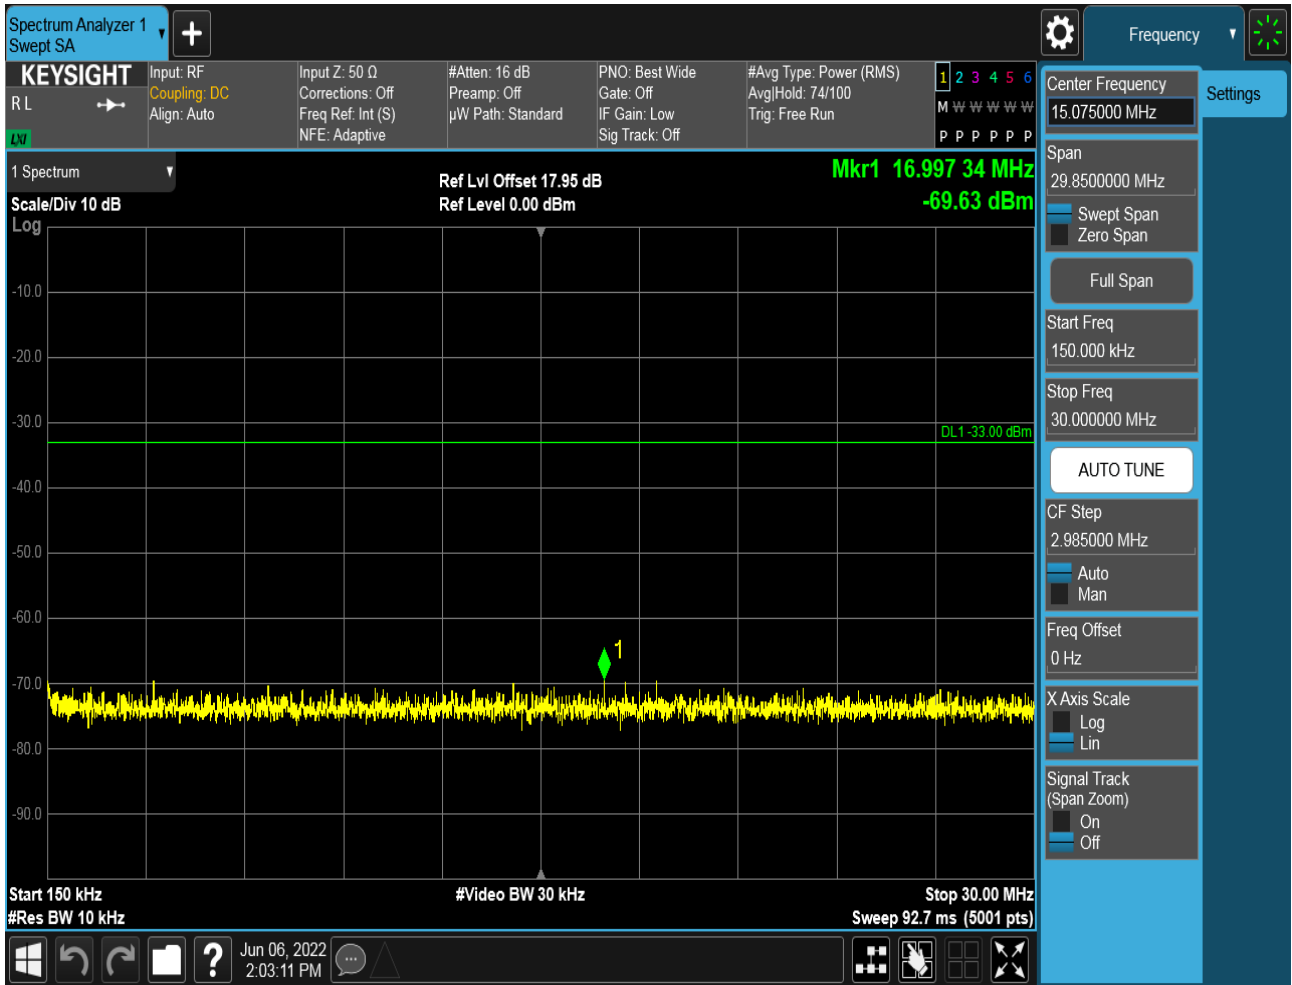 Spectrum Analyzer 1
Swept SA
Frequency
KEYSIGHT
R L
LXI
Input: RF
Coupling: DC
Align: Auto
Input Z: 50 Ω
Corrections: Off
Freq Ref: Int (S)
NFE: Adaptive
#Atten: 16 dB
Preamp: Off
µW Path: Standard
PNO: Best Wide
Gate: Off
IF Gain: Low
Sig Track: Off
#Avg Type: Power (RMS)
Avg|Hold: 74/100
Trig: Free Run
1 2 3 4 5 6
M W W W W W
P P P P P P
1 Spectrum
Scale/Div 10 dB
Log
Ref Lvl Offset 17.95 dB
Ref Level 0.00 dBm
Mkr1 16.997 34 MHz
-69.63 dBm
-10.0
-20.0
-30.0
DL1 -33.00 dBm
-40.0
-50.0
-60.0
1
-70.0
-80.0
-90.0
Start 150 kHz
#Res BW 10 kHz
#Video BW 30 kHz
Stop 30.00 MHz
Sweep 92.7 ms (5001 pts)
Center Frequency
15.075000 MHz
Settings
Span
29.8500000 MHz
Swept Span
Zero Span
Full Span
Start Freq
150.000 kHz
Stop Freq
30.000000 MHz
AUTO TUNE
CF Step
2.985000 MHz
Auto
Man
Freq Offset
0 Hz
X Axis Scale
Log
Lin
Signal Track
(Span Zoom)
On
Off
?
Jun 06, 2022
2:03:11 PM